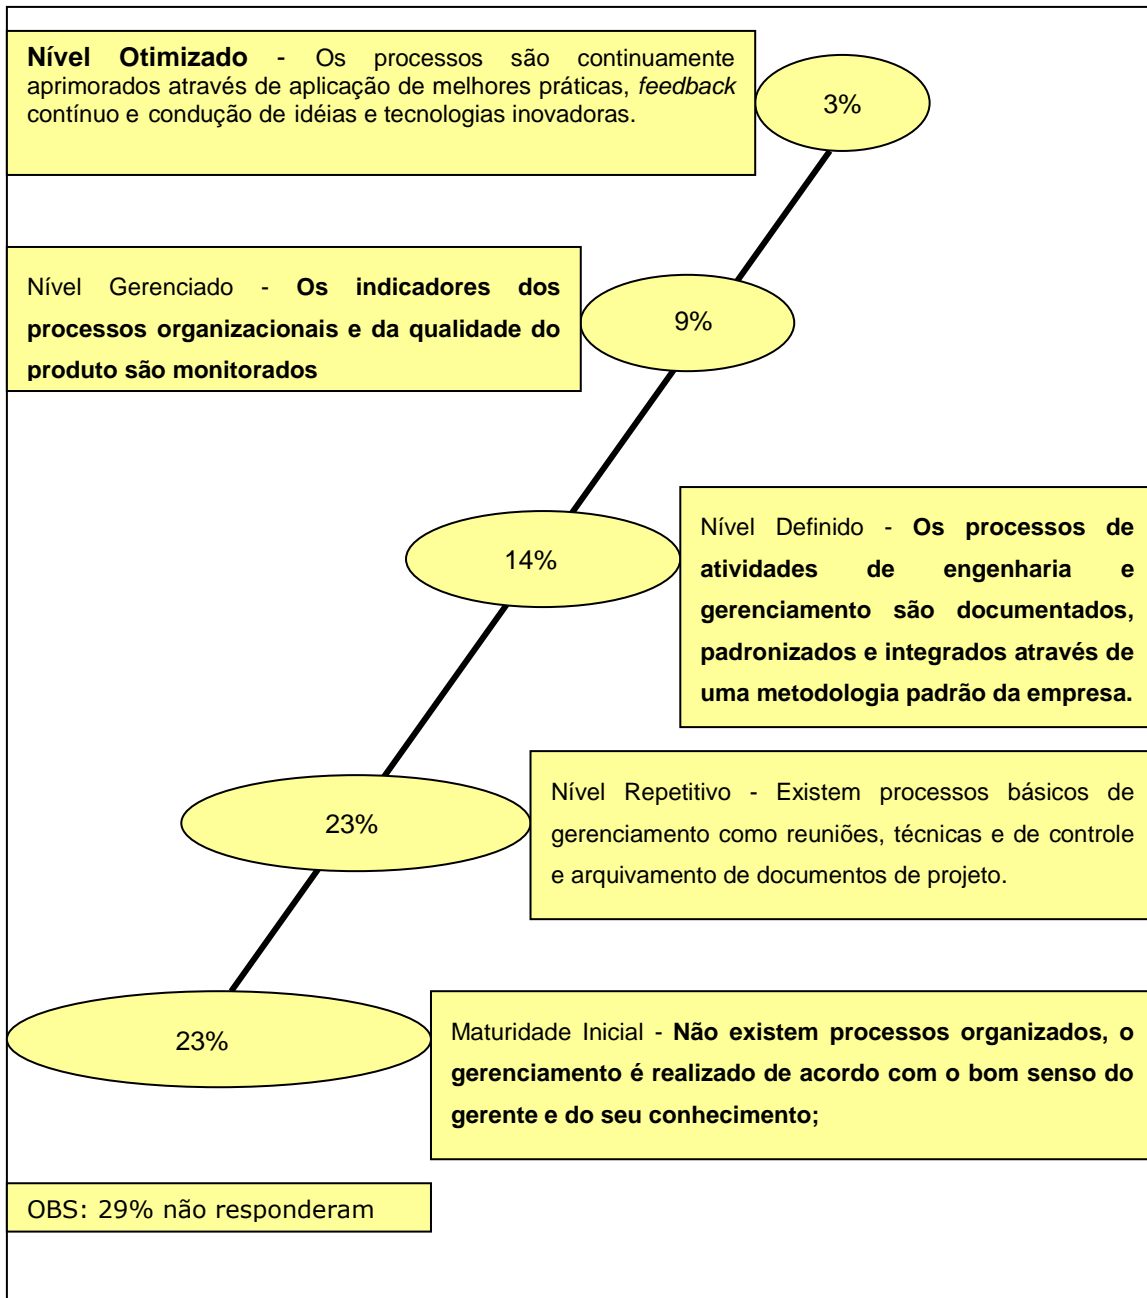 Nível Otimizado - Os processos são continuamente
aprimorados através de aplicação de melhores práticas, feedback
contínuo e condução de idéias e tecnologias inovadoras.
3%
Nível Gerenciado - Os indicadores dos
processos organizacionais e da qualidade do
produto são monitorados
9%
14%
Nível Definido - Os processos de
atividades de engenharia e
gerenciamento são documentados,
padronizados e integrados através de
uma metodologia padrão da empresa.
23%
Nível Repetitivo - Existem processos básicos de
gerenciamento como reuniões, técnicas e de controle
e arquivamento de documentos de projeto.
23%
Maturidade Inicial - Não existem processos organizados, o
gerenciamento é realizado de acordo com o bom senso do
gerente e do seu conhecimento;
OBS: 29% não responderam